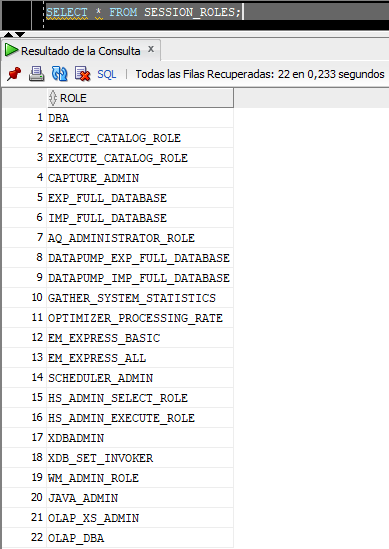 SELECT * FROM SESSION_ROLES;
Resultado de la Consulta x
SQL | Todas las Filas Recuperadas: 22 en 0,233 segundos
ROLE
1 DBA
2 SELECT_CATALOG_ROLE
3 EXECUTE_CATALOG_ROLE
4 CAPTURE_ADMIN
5 EXP_FULL_DATABASE
6 IMP_FULL_DATABASE
7 AQ_ADMINISTRATOR_ROLE
8 DATAPUMP_EXP_FULL_DATABASE
9 DATAPUMP_IMP_FULL_DATABASE
10 GATHER_SYSTEM_STATISTICS
11 OPTIMIZER_PROCESSING_RATE
12 EM_EXPRESS_BASIC
13 EM_EXPRESS_ALL
14 SCHEDULER_ADMIN
15 HS_ADMIN_SELECT_ROLE
16 HS_ADMIN_EXECUTE_ROLE
17 XDBADMIN
18 XDB_SET_INVOKER
19 WM_ADMIN_ROLE
20 JAVA_ADMIN
21 OLAP_XS_ADMIN
22 OLAP_DBA